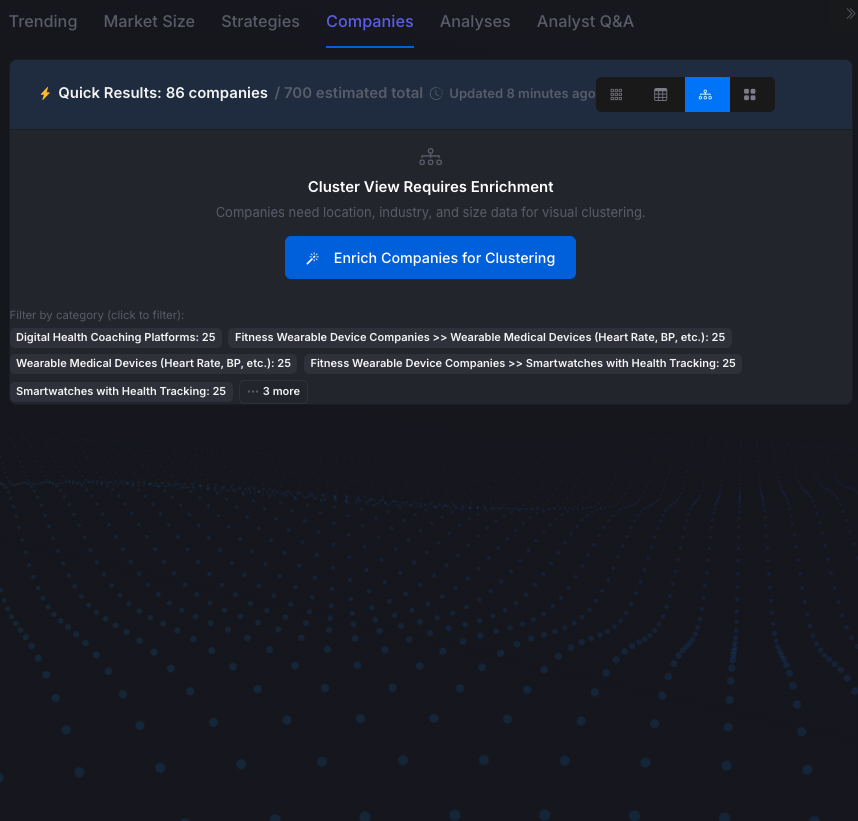 Trending Market Size Strategies Companies Analyses Analyst Q&A
Quick Results: 86 companies / 700 estimated total Updated 8 minutes ago
Cluster View Requires Enrichment
Companies need location, industry, and size data for visual clustering.
Enrich Companies for Clustering
Filter by category (click to filter):
Digital Health Coaching Platforms: 25 Fitness Wearable Device Companies >> Wearable Medical Devices (Heart Rate, BP, etc.): 25
Wearable Medical Devices (Heart Rate, BP, etc.): 25 Fitness Wearable Device Companies >> Smartwatches with Health Tracking: 25
Smartwatches with Health Tracking: 25 ··· 3 more